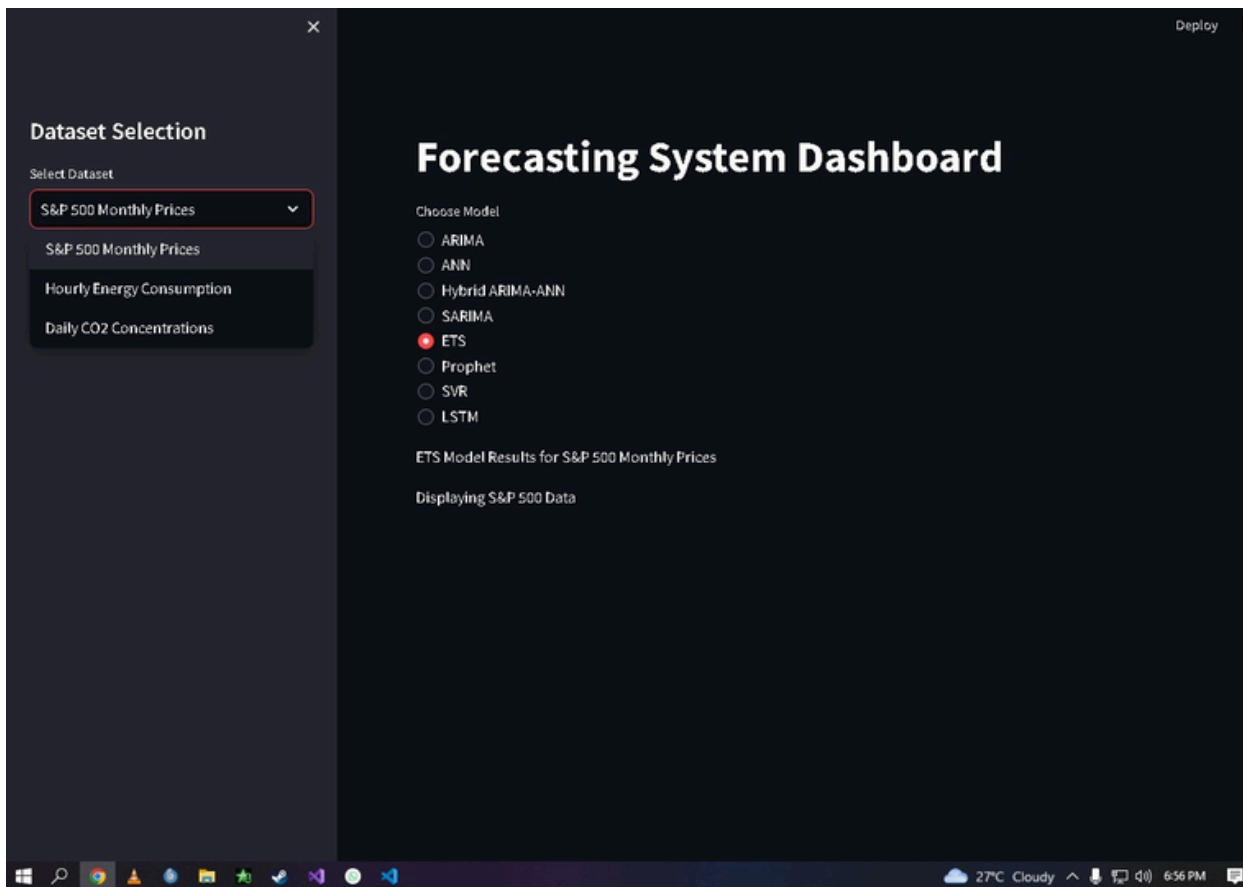 Deploy
Dataset Selection
Select Dataset
S&P 500 Monthly Prices
S&P 500 Monthly Prices
Hourly Energy Consumption
Daily CO2 Concentrations
Forecasting System Dashboard
Choose Model
ARIMA
ANN
Hybrid ARIMA-ANN
SARIMA
ETS
Prophet
SVR
LSTM
ETS Model Results for S&P 500 Monthly Prices
Displaying S&P 500 Data
27°C Cloudy 6:56 PM